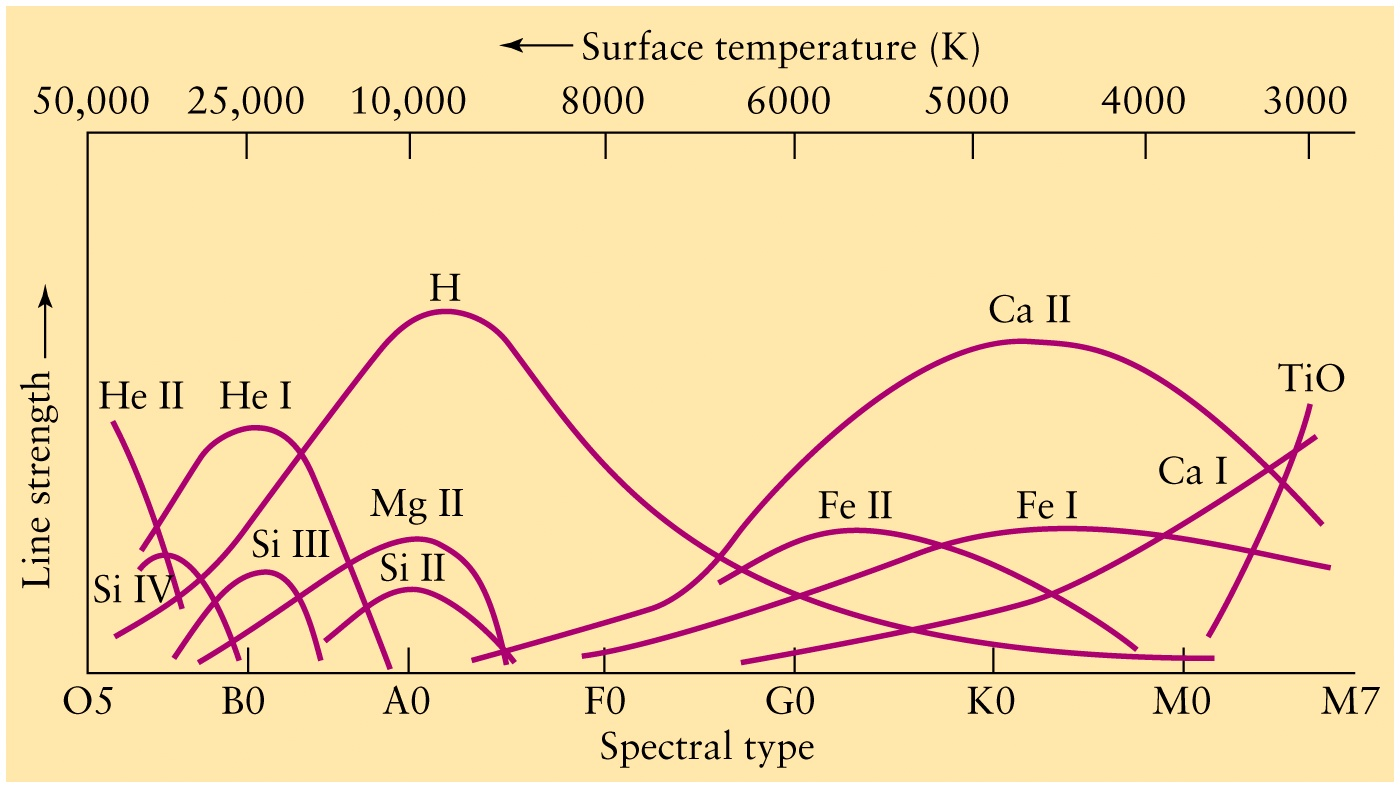 Surface temperature (K)
50,000 25,000 10,000 8000 6000 5000 4000 3000
H
Ca II
TiO
He II He I
Ca I
Mg II
Fe II Fe I
Si III
Si II
Si IV
Line strength
O5 B0 A0 F0 G0 K0 M0 M7
Spectral type